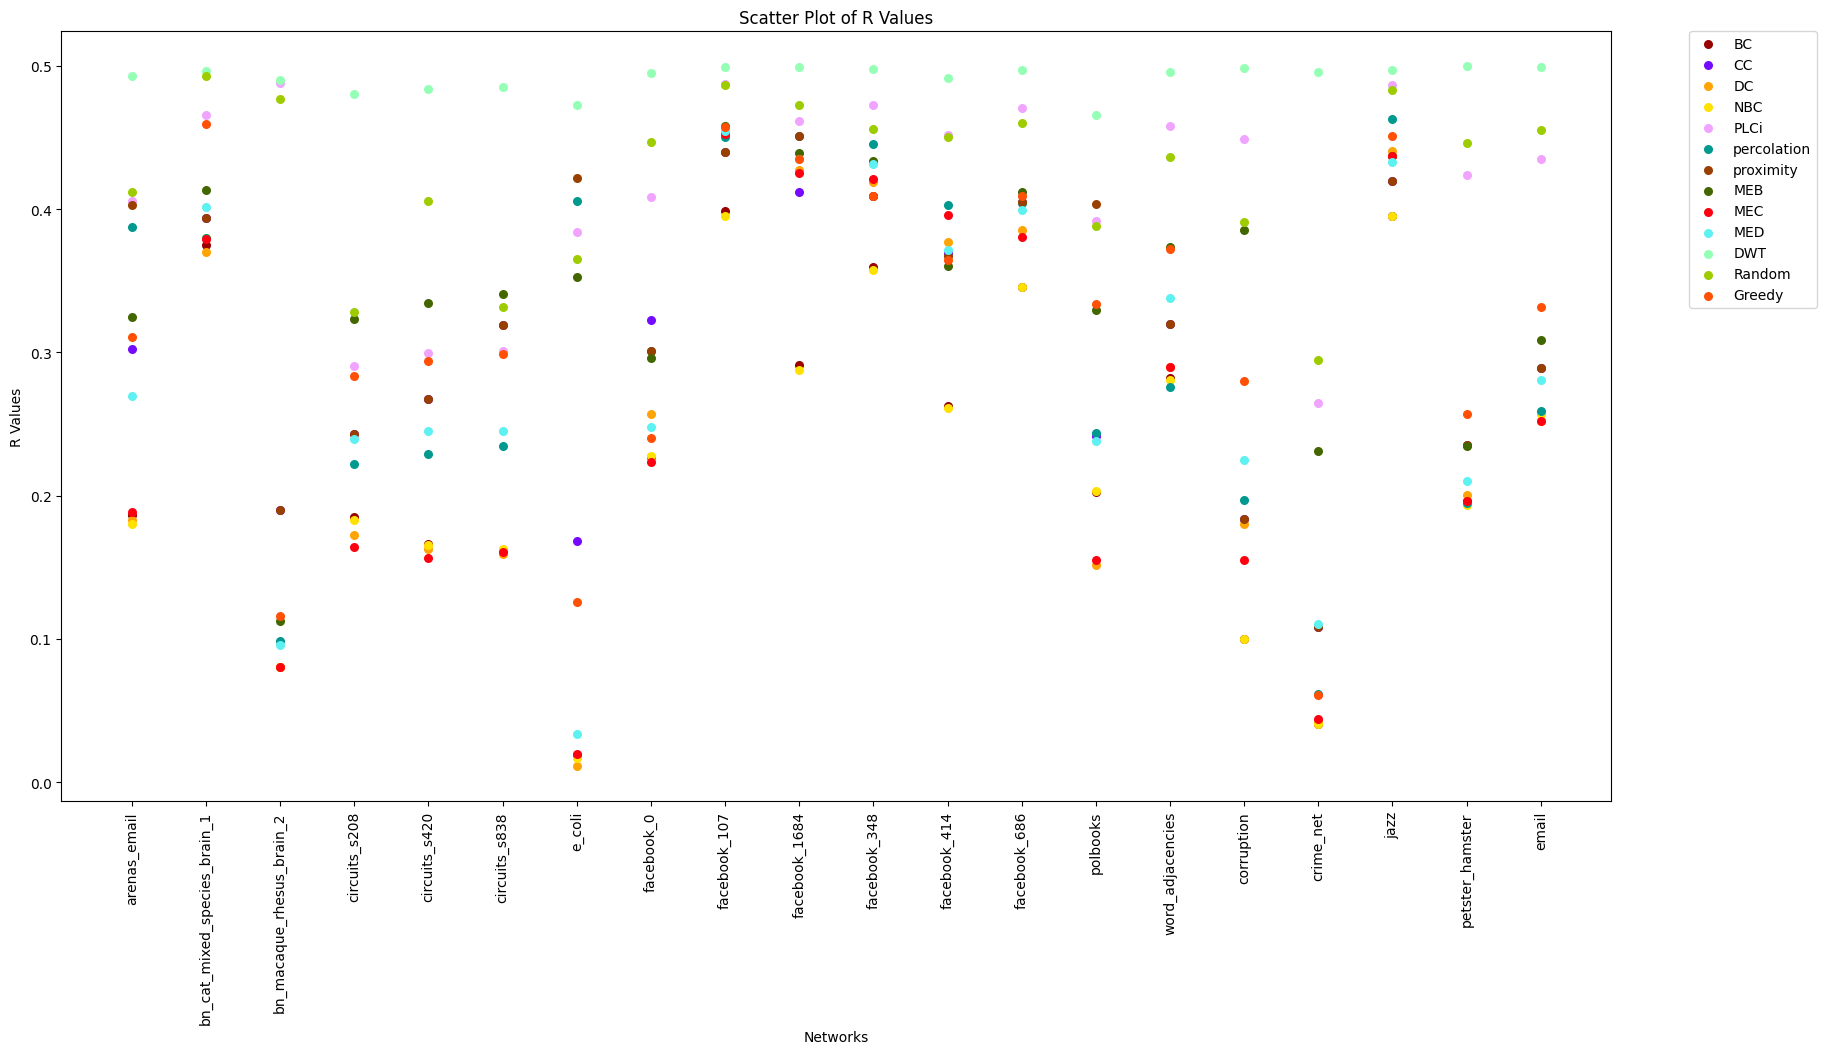 Scatter Plot of R Values
BC
CC
DC
NBC
PLCi
percolation
proximity
MEB
MEC
MED
DWT
Random
Greedy
R Values
0.5
0.4
0.3
0.2
0.1
0.0
arenas_email
bn_cat_mixed_species_brain_1
bn_macaque_rhesus_brain_2
circuits_s208
circuits_s420
circuits_s838
e_coli
facebook_0
facebook_107
facebook_1684
facebook_348
facebook_414
facebook_686
polbooks
word_adjacencies
corruption
crime_net
jazz
petster_hamster
email
Networks